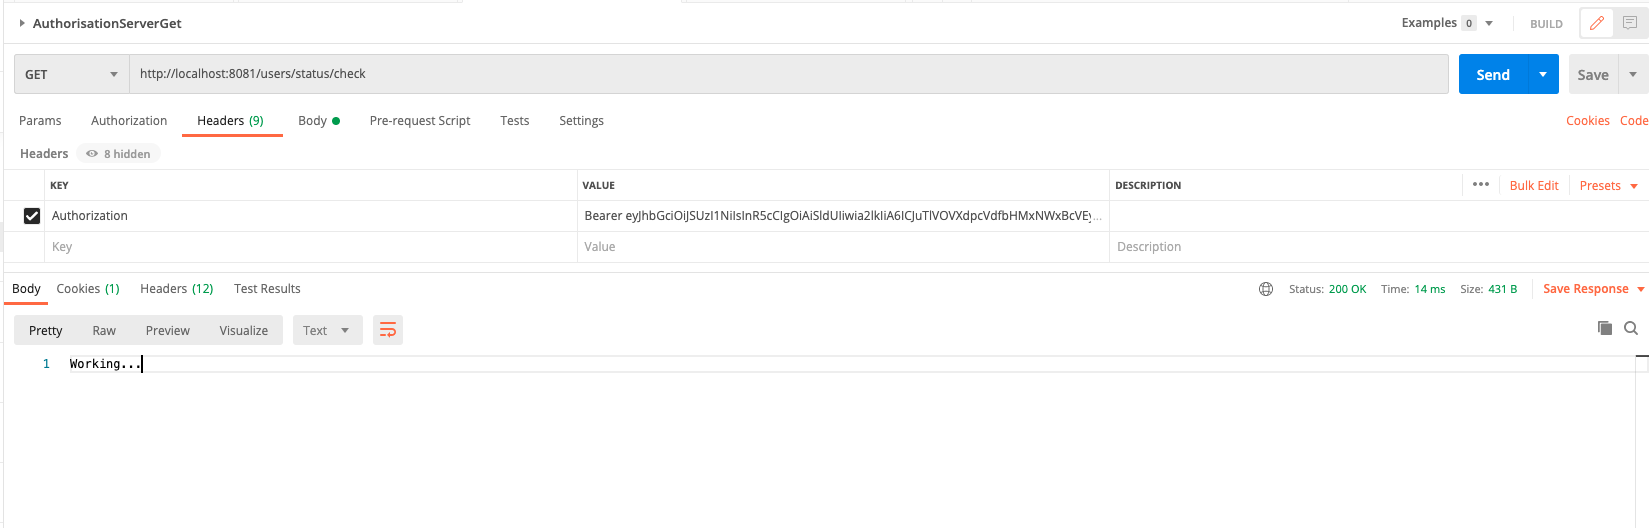 AuthorisationServerGet Examples 0 BUILD
GET http://localhost:8081/users/status/check Send Save
Params Authorization Headers (9) Body Pre-request Script Tests Settings Cookies Code
Headers 8 hidden
KEY VALUE DESCRIPTION ••• Bulk Edit Presets
Authorization Bearer
Key Value Description
Body Cookies (1) Headers (12) Test Results Status: 200 OK Time: 14 ms Size: 431 B Save Response
Pretty Raw Preview Visualize Text
1 Working...